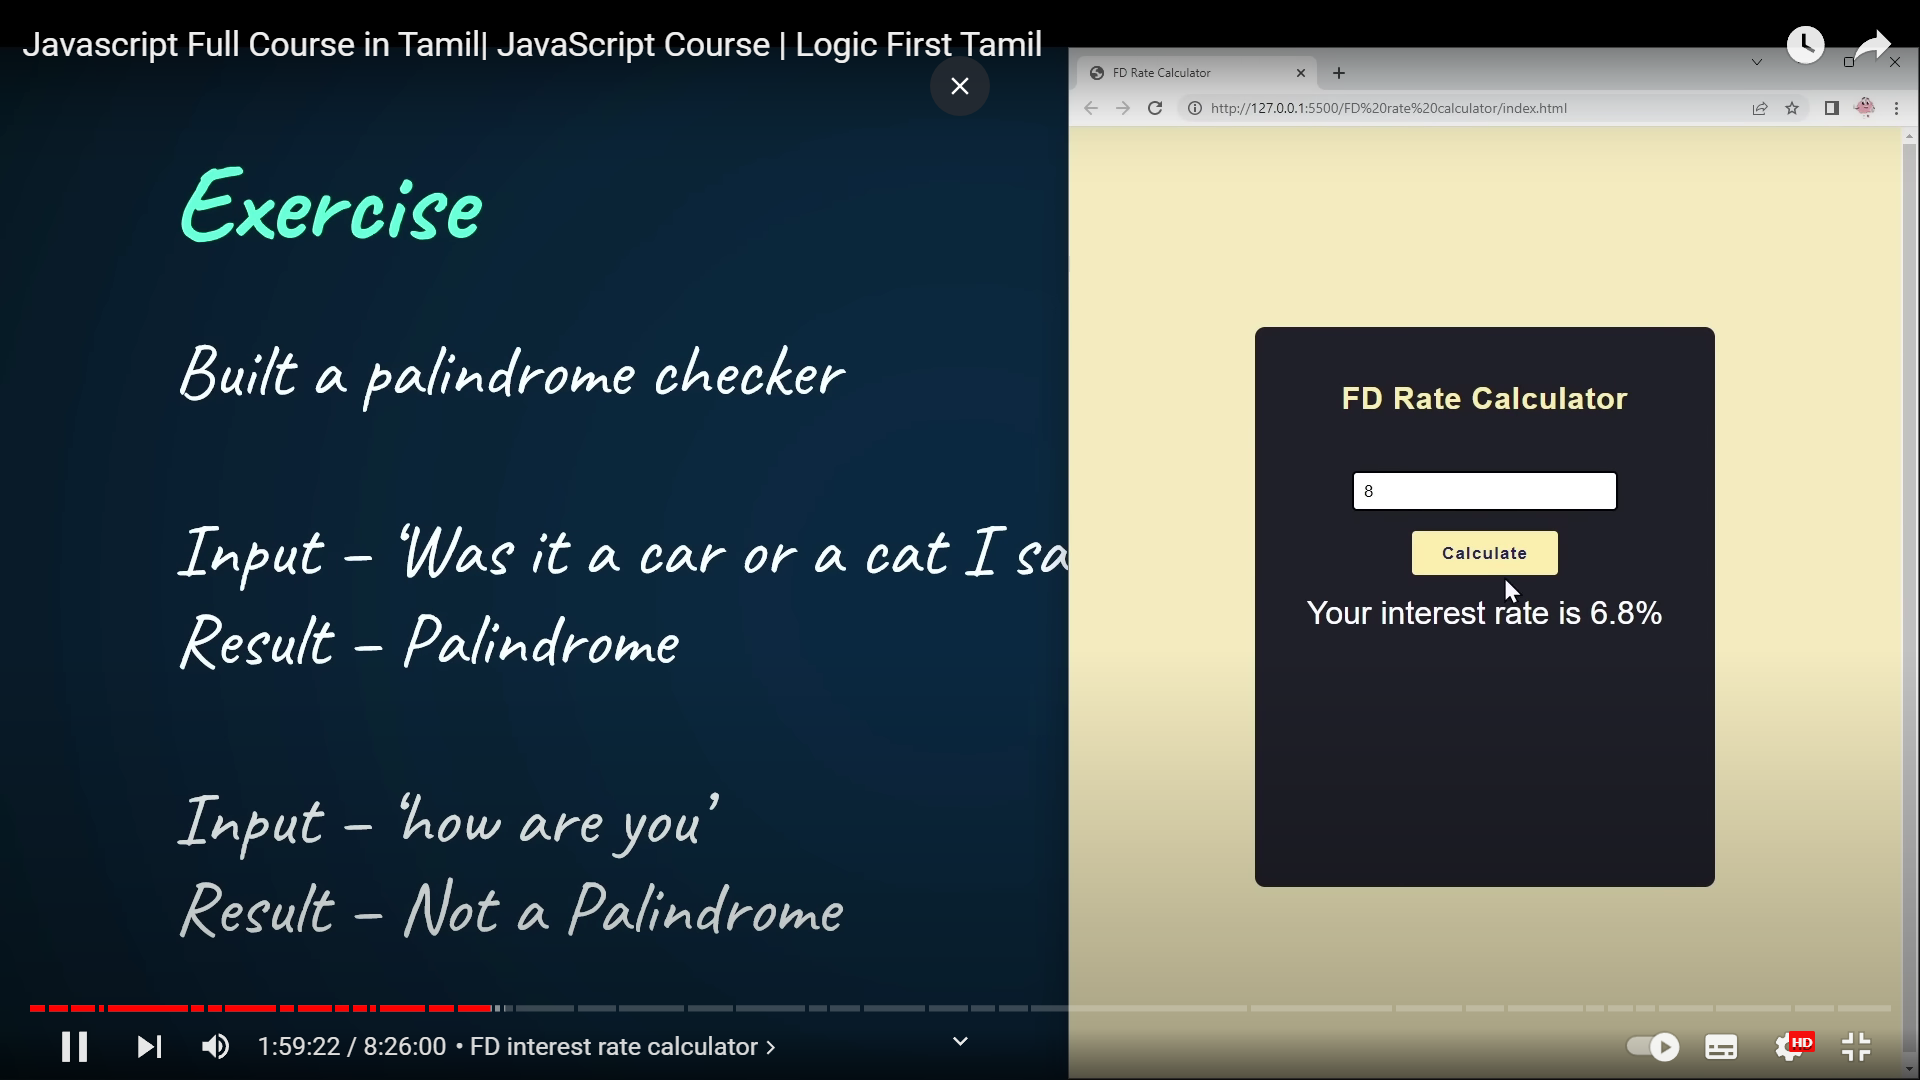 Javascript Full Course in Tamil| JavaScript Course | Logic First Tamil
FD Rate Calculator
http://127.0.0.1:5500/FD%20rate%20calculator/index.html
Exercise
Built a palindrome checker
Input – ‘Was it a car or a cat I sa
Result – Palindrome
Input – ‘how are you’
Result – Not a Palindrome
FD Rate Calculator
8
Calculate
Your interest rate is 6.8%
1:59:22 / 8:26:00 • FD interest rate calculator
HD